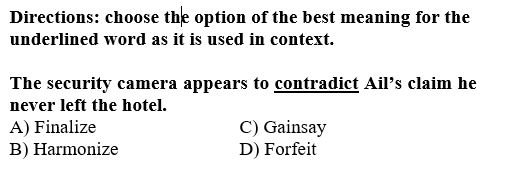 Directions: choose the option of the best meaning for the
underlined word as it is used in context.
The security camera appears to contradict Ail's claim he
never left the hotel.
A) Finalize C) Gainsay
B) Harmonize D) Forfeit